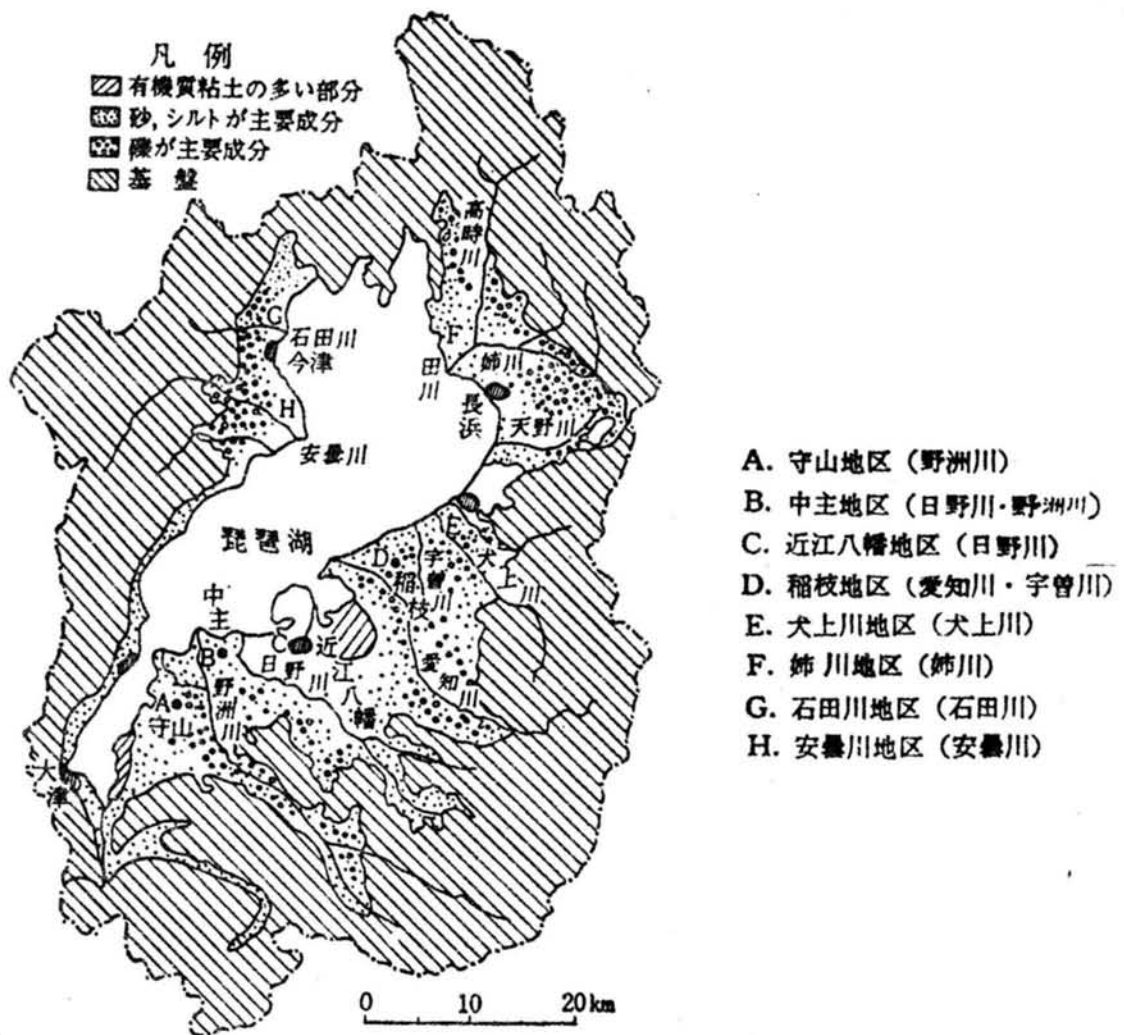 凡 例
有機質粘土の多い部分
砂,シルトが主要成分
礫が主要成分
基 盤
高時川
G
石田川
今津
F
姉川
田川
長浜
H
天野川
安曇川
琵琶湖
E
D
宇曽川
犬上川
稲枝
中主
C
近江八幡
B
日野川
愛知川
A
守山
野洲川
大津
0 10 20km
A. 守山地区(野洲川)
B. 中主地区(日野川・野洲川)
C. 近江八幡地区(日野川)
D. 稲枝地区(愛知川・宇曽川)
E. 犬上川地区(犬上川)
F. 姉川地区(姉川)
G. 石田川地区(石田川)
H. 安曇川地区(安曇川)